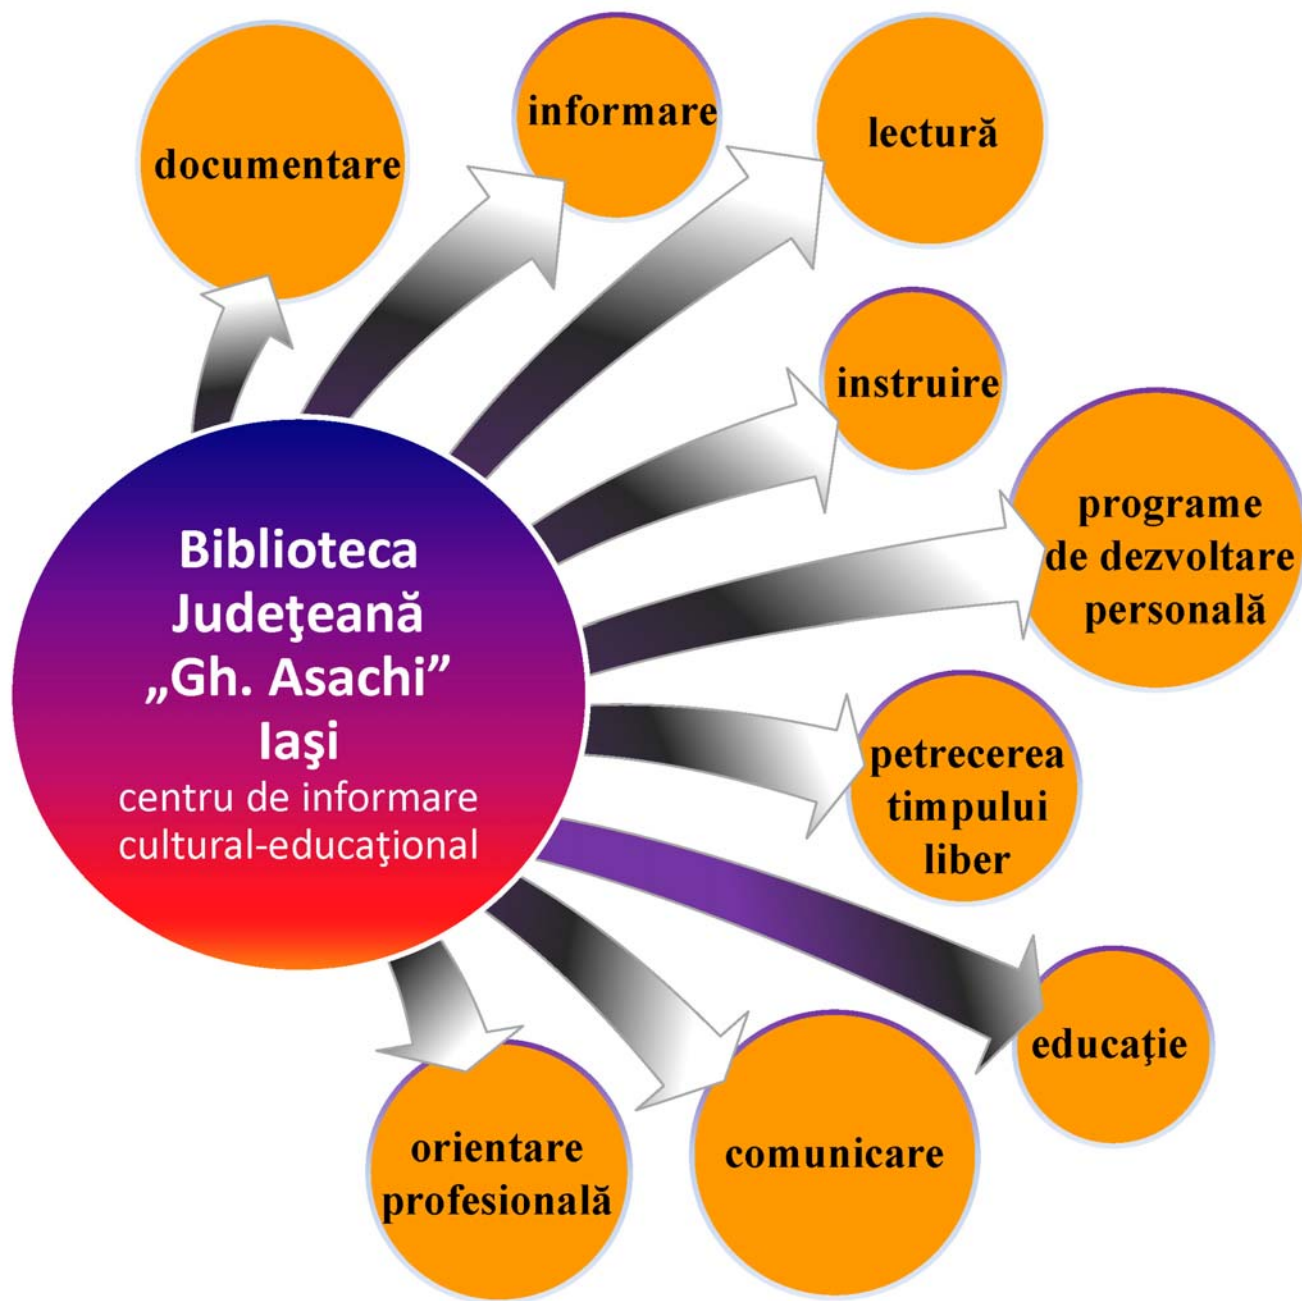 documentare
informare
lectură
instruire
programe
de dezvoltare
personală
Biblioteca
Judeţeană
„Gh. Asachi”
Iaşi
centru de informare
cultural-educaţional
petrecerea
timpului
liber
educaţie
comunicare
orientare
profesională